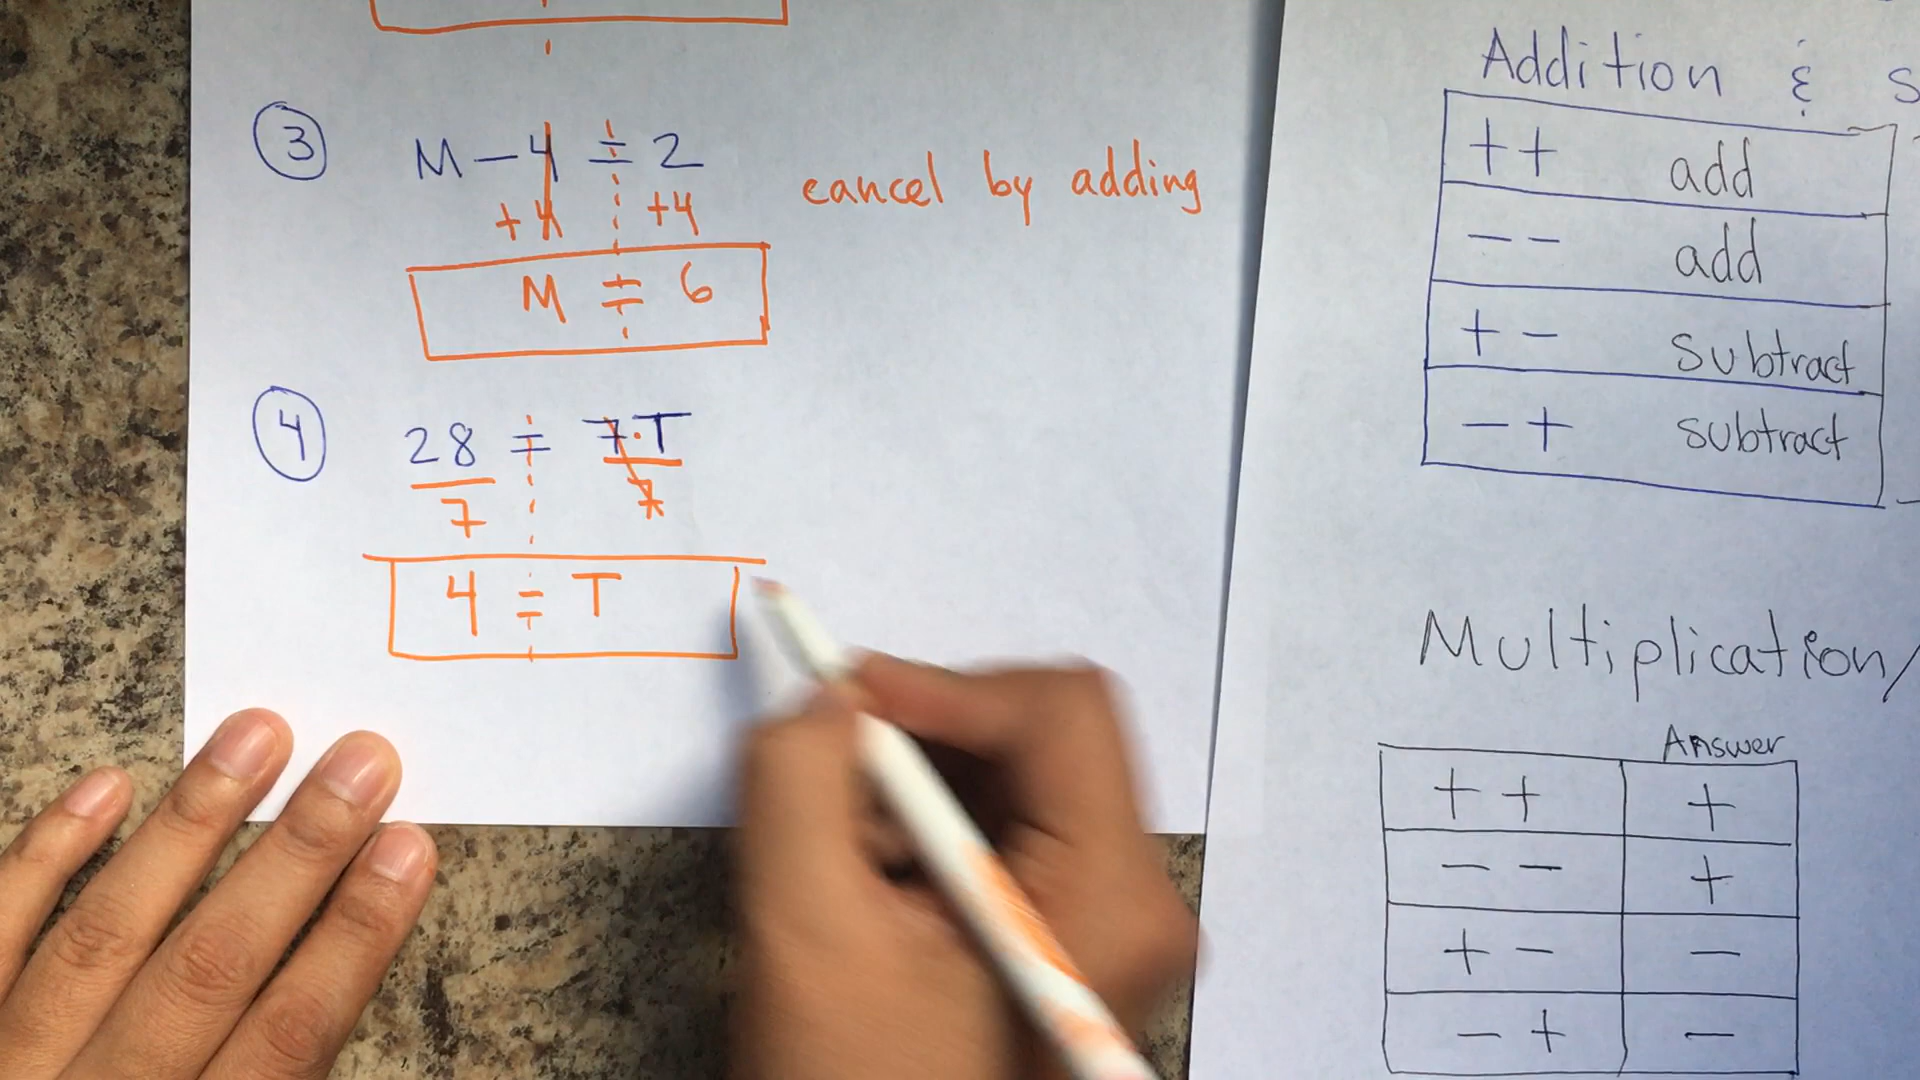 3 M - 4 = 2
+4 +4
cancel by adding
M = 6
4 28 = 7·T
7 7
4 = T
Addition &
++ add
-- add
+- subtract
-+ subtract
Multiplication/
Answer
++ +
-- +
+- -
-+ -